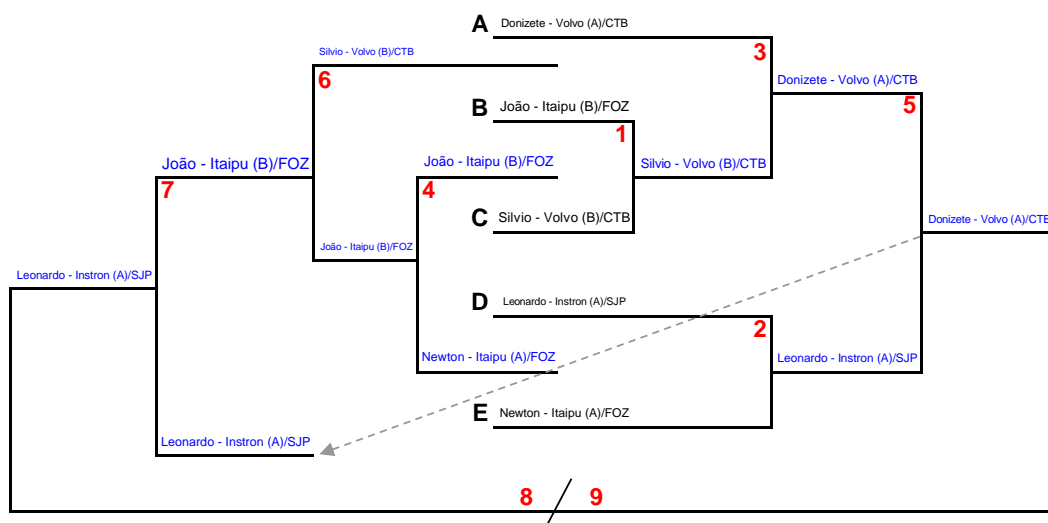 A Donizete - Volvo (A)/CTB
3
Silvio - Volvo (B)/CTB
6
Donizete - Volvo (A)/CTB
5
B João - Itaipu (B)/FOZ
1
João - Itaipu (B)/FOZ
7
João - Itaipu (B)/FOZ
4
Silvio - Volvo (B)/CTB
C Silvio - Volvo (B)/CTB
Donizete - Volvo (A)/CTB
João - Itaipu (B)/FOZ
Leonardo - Instron (A)/SJP
D Leonardo - Instron (A)/SJP
2
Newton - Itaipu (A)/FOZ
Leonardo - Instron (A)/SJP
E Newton - Itaipu (A)/FOZ
Leonardo - Instron (A)/SJP
8 / 9